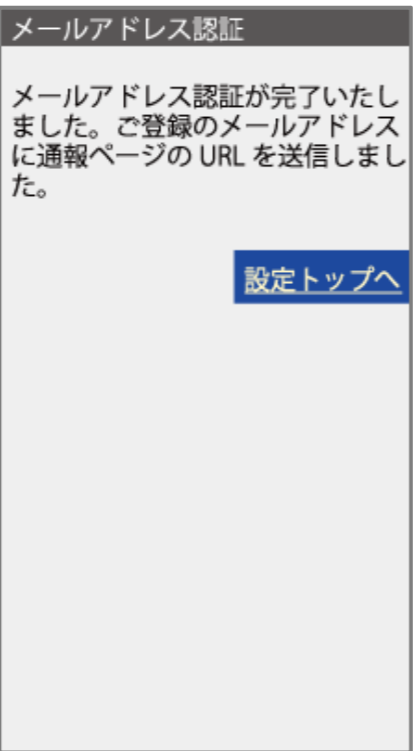 メールアドレス認証
メールアドレス認証が完了いたし
ました。ご登録のメールアドレス
に通報ページの URL を送信しまし
た。
設定トップへ